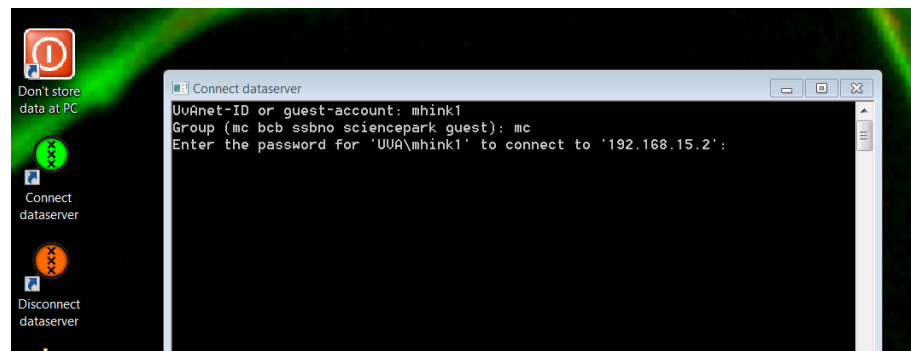 Don't store
data at PC
Connect
dataserver
Disconnect
dataserver
Connect dataserver
UvAnet-ID or guest-account: mhink1
Group (mc bcb ssbno sciencepark guest): mc
Enter the password for 'UVA\mhink1' to connect to '192.168.15.2':